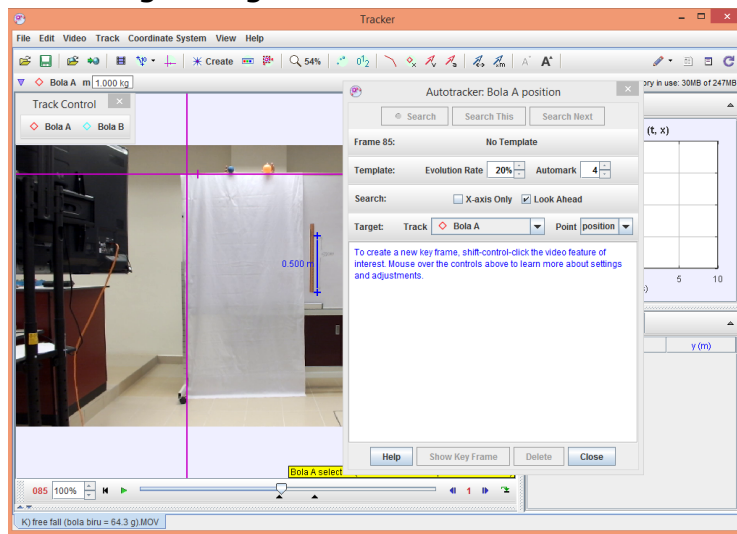 Tracker
File Edit Video Track Coordinate System View Help
Create 54%
Bola A m 1.000 kg
ory in use: 30MB of 247MB
Track Control
Bola A Bola B
Autotracker: Bola A position
Search Search This Search Next
Frame 85: No Template
Template: Evolution Rate 20% Automark 4
Search: X-axis Only Look Ahead
Target: Track Bola A Point position
To create a new key frame, shift-control-click the video feature of
interest. Mouse over the controls above to learn more about settings
and adjustments.
0.500 m
(t, x)
5 10
y (m)
Help Show Key Frame Delete Close
Bola A select
085 100% 1
K) free fall (bola biru = 64.3 g).MOV